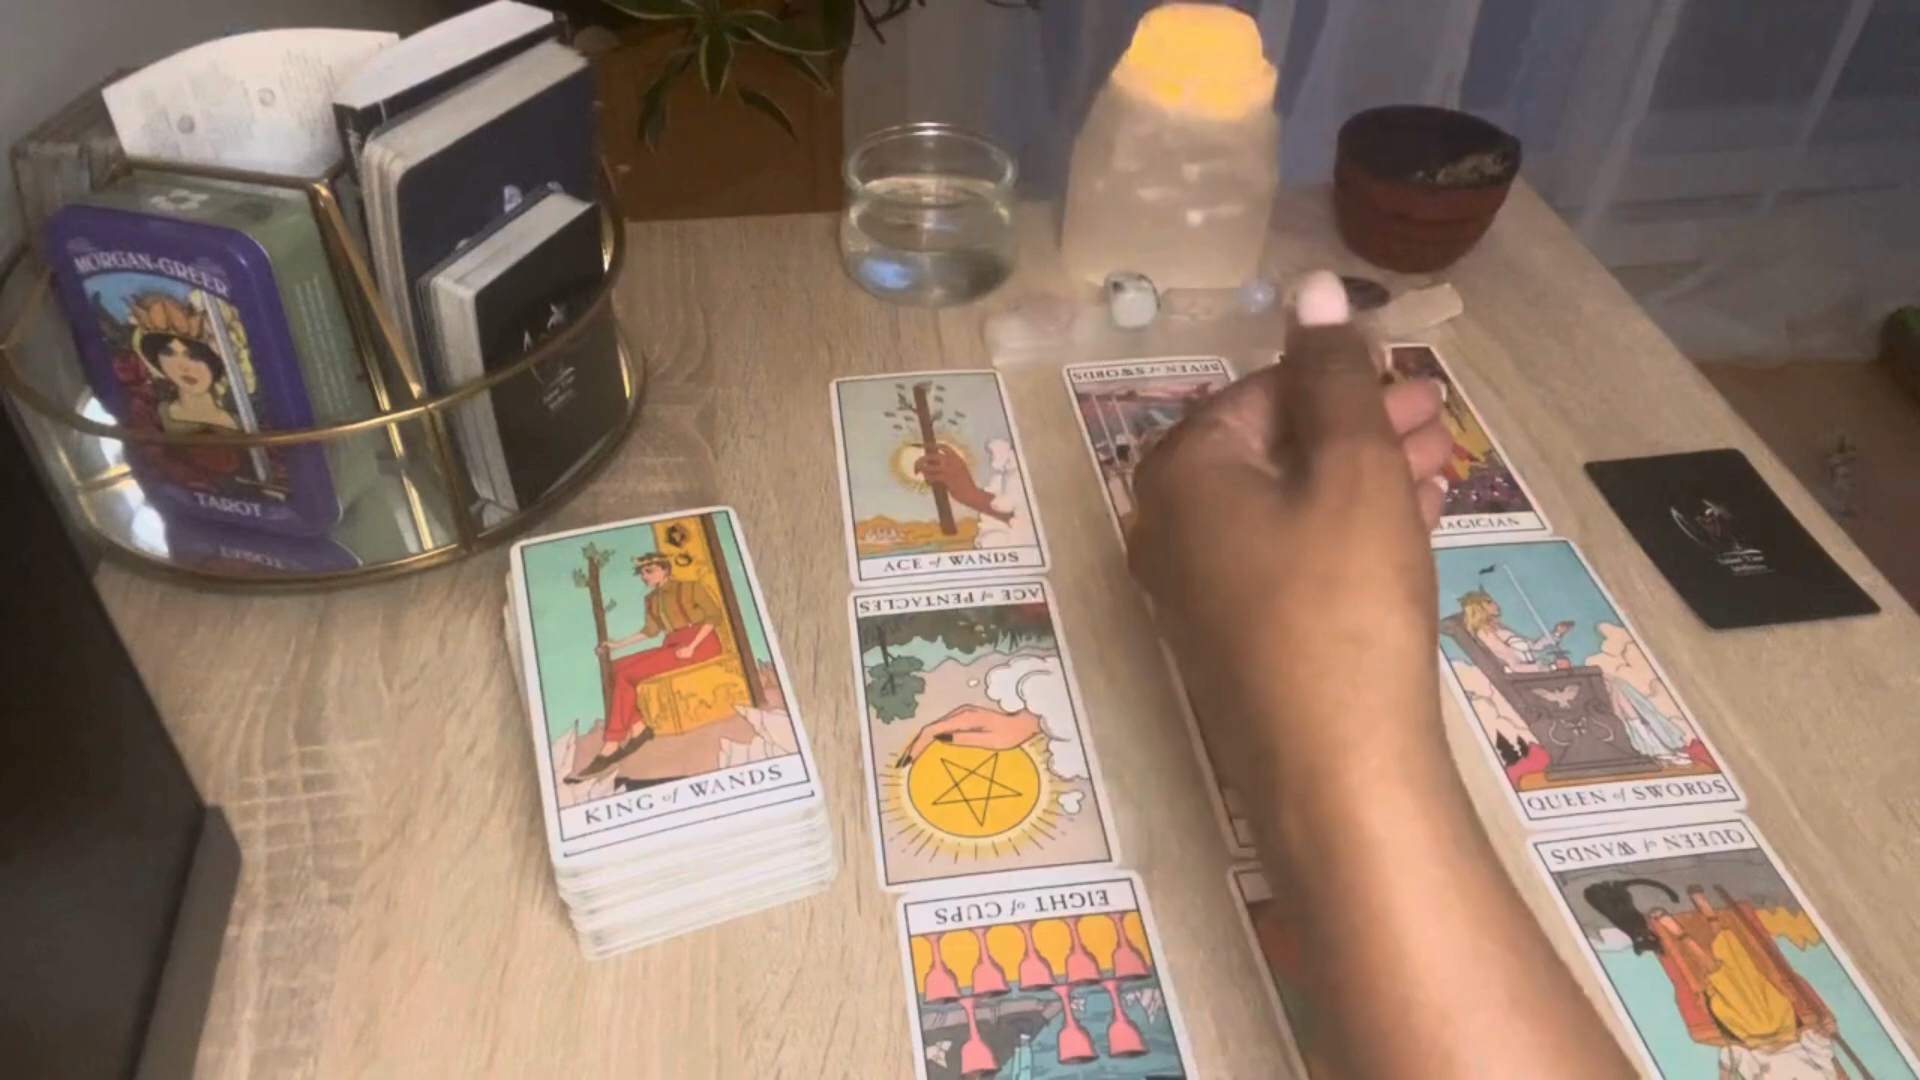 MORGAN-GREER
TAROT
TAROT
KING of WANDS
ACE of WANDS
ACE of PENTACLES
EIGHT of CUPS
SEVEN of SWORDS
MAGICIAN
QUEEN of SWORDS
QUEEN of WANDS